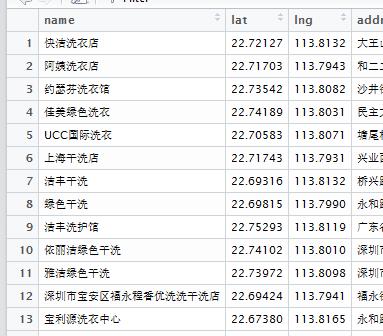 name lat lng
1 快洁洗衣店 22.72127 113.8132 大王山
2 阿姨洗衣店 22.71703 113.7943 和二二
3 约瑟芬洗衣馆 22.73542 113.8082 沙井街
4 佳美绿色洗衣 22.74189 113.8031 民主大
5 UCC国际洗衣 22.70583 113.8071
6 上海干洗店 22.71743 113.7931 兴业西
7 洁丰干洗 22.69316 113.8132 桥兴
8 绿色干洗 22.69815 113.7990 永和
9 洁丰洗护馆 22.75293 113.8119 广东省
10 依丽洁绿色干洗 22.74102 113.8010 深圳市
11 雅洁绿色干洗 22.73972 113.8098 深圳市
12 深圳市宝安区福永程香优洗洗干洗店 22.69424 113.7941 福永
13 宝利源洗衣中心 22.67380 113.8165 永和